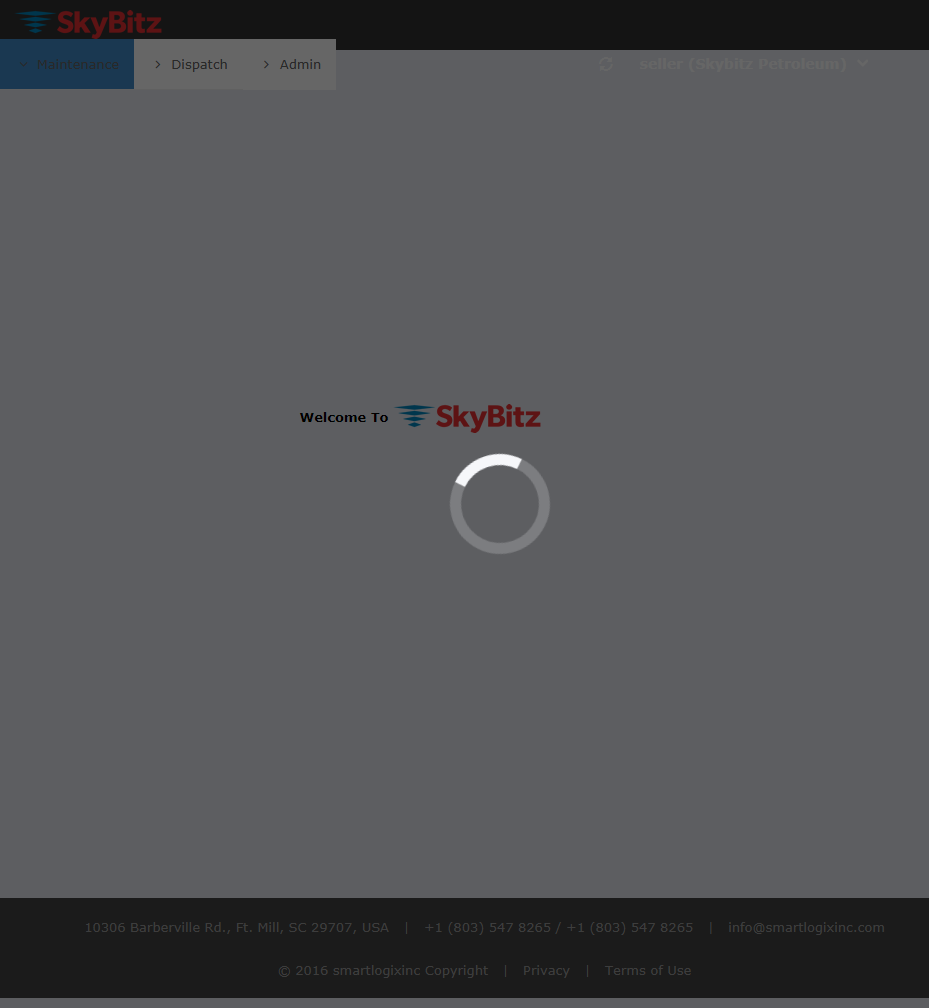 SkyBitz
Maintenance Dispatch Admin seller (Skybitz Petroleum)
Welcome To SkyBitz
10306 Barberville Rd., Ft. Mill, SC 29707, USA | +1 (803) 547 8265 / +1 (803) 547 8265 | info@smartlogixinc.com
© 2016 smartlogixinc Copyright | Privacy | Terms of Use